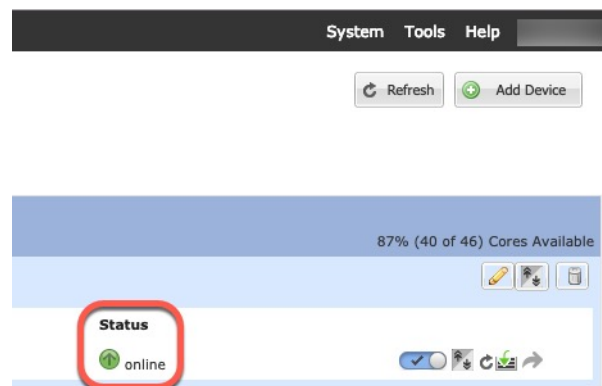 System Tools Help
Refresh Add Device
87% (40 of 46) Cores Available
Status
online